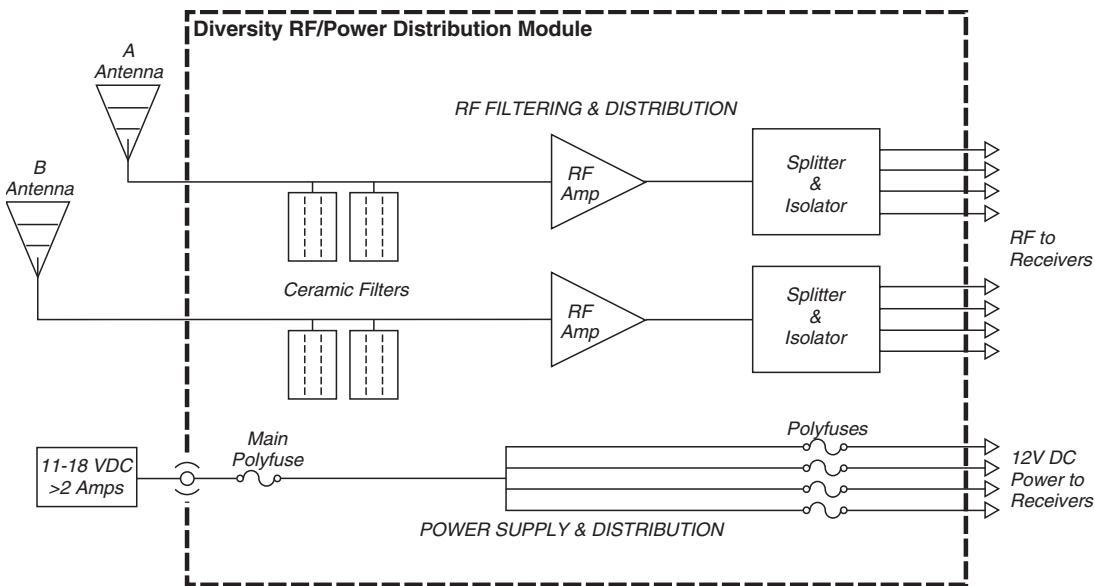 Diversity RF/Power Distribution Module
A
Antenna
RF FILTERING & DISTRIBUTION
RF
Amp
Splitter
&
Isolator
B
Antenna
RF to
Receivers
Ceramic Filters
RF
Amp
Splitter
&
Isolator
11-18 VDC
>2 Amps
Main
Polyfuse
Polyfuses
12V DC
Power to
Receivers
POWER SUPPLY & DISTRIBUTION